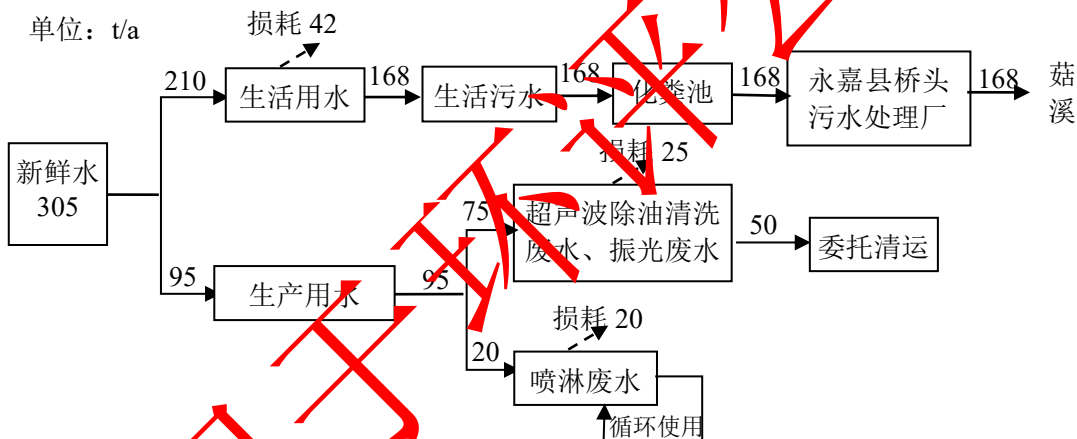 单位：t/a
损耗 42
210
生活用水
168
生活污水
168
化粪池
168
永嘉县桥头
污水处理厂
168
茹
溪
新鲜水
305
损耗 25
75
超声波除油清洗
废水、振光废水
50
委托清运
95
生产用水
95
损耗 20
20
喷淋废水
循环使用